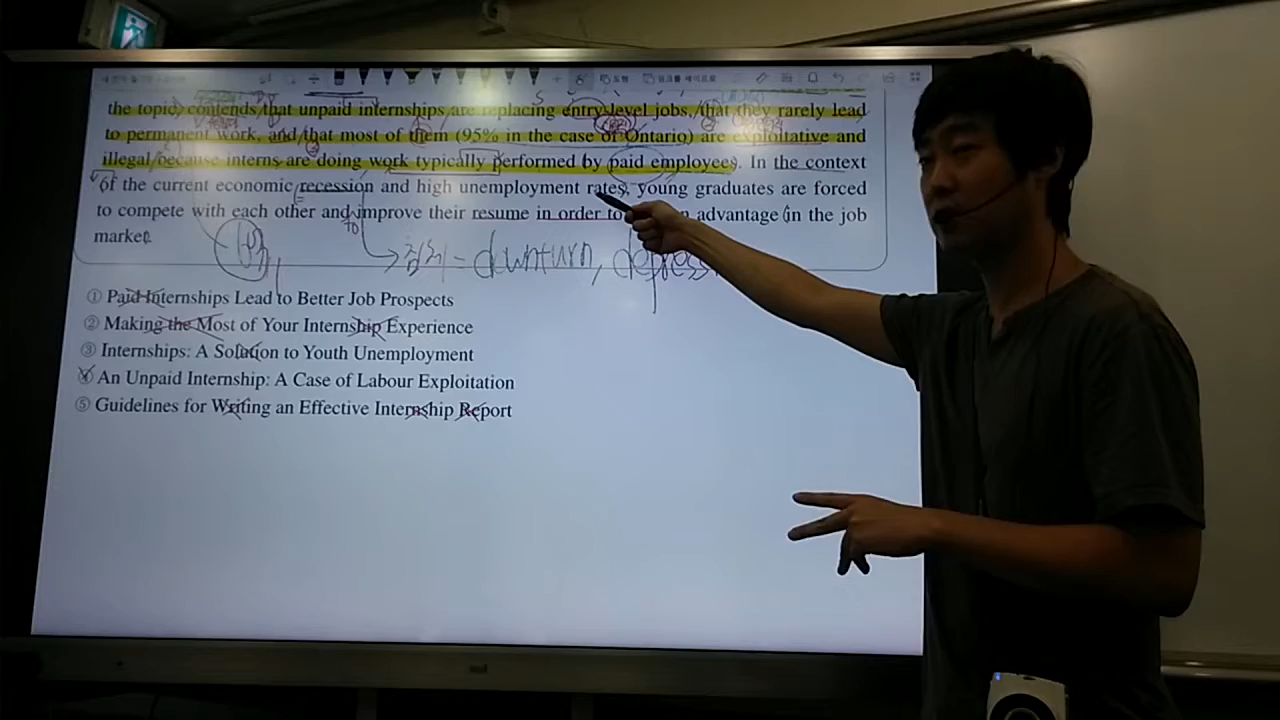 the topic, contends that unpaid internships are replacing entry-level jobs, that they rarely lead
to permanent work, and that most of them (95% in the case of Ontario) are exploitative and
illegal because interns are doing work typically performed by paid employees. In the context
of the current economic recession and high unemployment rates, young graduates are forced
to compete with each other and improve their resume in order to advantage in the job
market.
침체 = downturn, depress
① Paid Internships Lead to Better Job Prospects
② Making the Most of Your Internship Experience
③ Internships: A Solution to Youth Unemployment
④ An Unpaid Internship: A Case of Labour Exploitation
⑤ Guidelines for Writing an Effective Internship Report